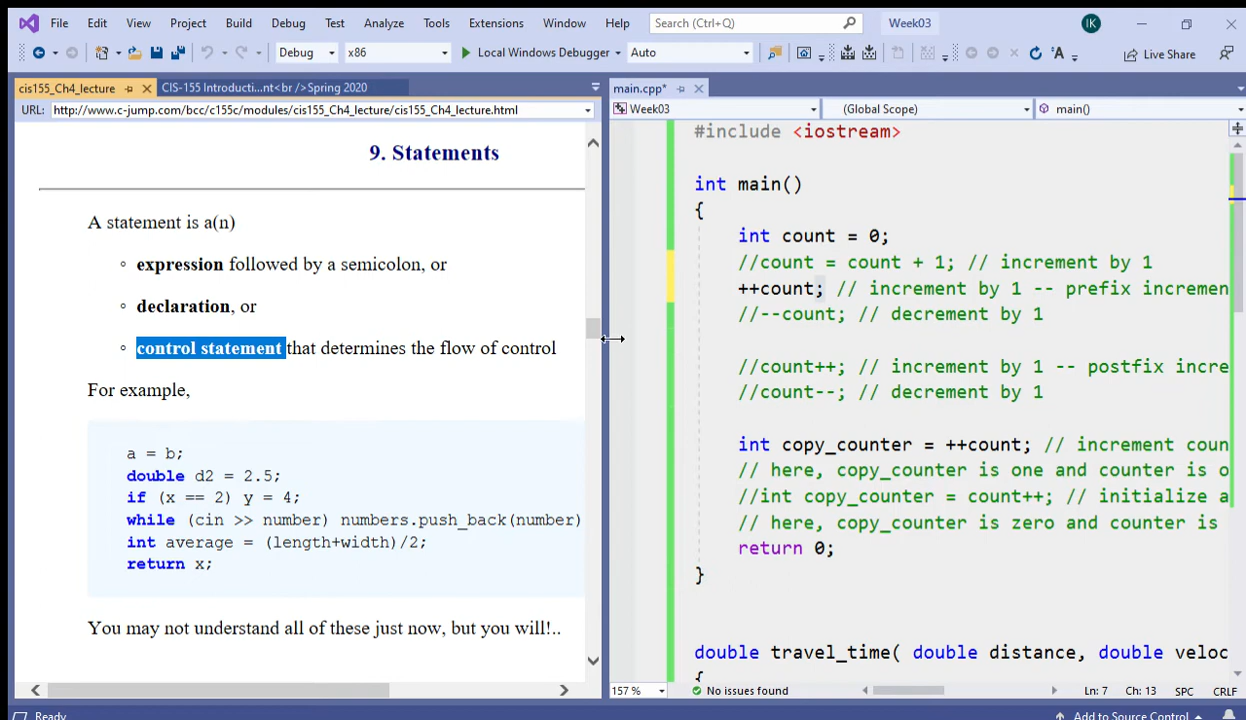 File Edit View Project Build Debug Test Analyze Tools Extensions Window Help Search (Ctrl+Q) Week03 IK
Debug x86 Local Windows Debugger Auto Live Share
cis155_Ch4_lecture CIS-155 Introducti...nt<br />Spring 2020
URL: http://www.c-jump.com/bcc/c155c/modules/cis155_Ch4_lecture/cis155_Ch4_lecture.html
9. Statements
A statement is a(n)
expression followed by a semicolon, or
declaration, or
control statement that determines the flow of control
For example,
a = b;
double d2 = 2.5;
if (x == 2) y = 4;
while (cin >> number) numbers.push_back(number)
int average = (length+width)/2;
return x;
You may not understand all of these just now, but you will!..
main.cpp*
Week03 (Global Scope) main()
#include <iostream>
int main()
{
int count = 0;
//count = count + 1; // increment by 1
++count; // increment by 1 -- prefix incremen
//--count; // decrement by 1
//count++; // increment by 1 -- postfix incre
//count--; // decrement by 1
int copy_counter = ++count; // increment coun
// here, copy_counter is one and counter is o
//int copy_counter = count++; // initialize a
// here, copy_counter is zero and counter is
return 0;
}
double travel_time( double distance, double veloc
{
157 % No issues found Ln: 7 Ch: 13 SPC CRLF
Ready Add to Source Control